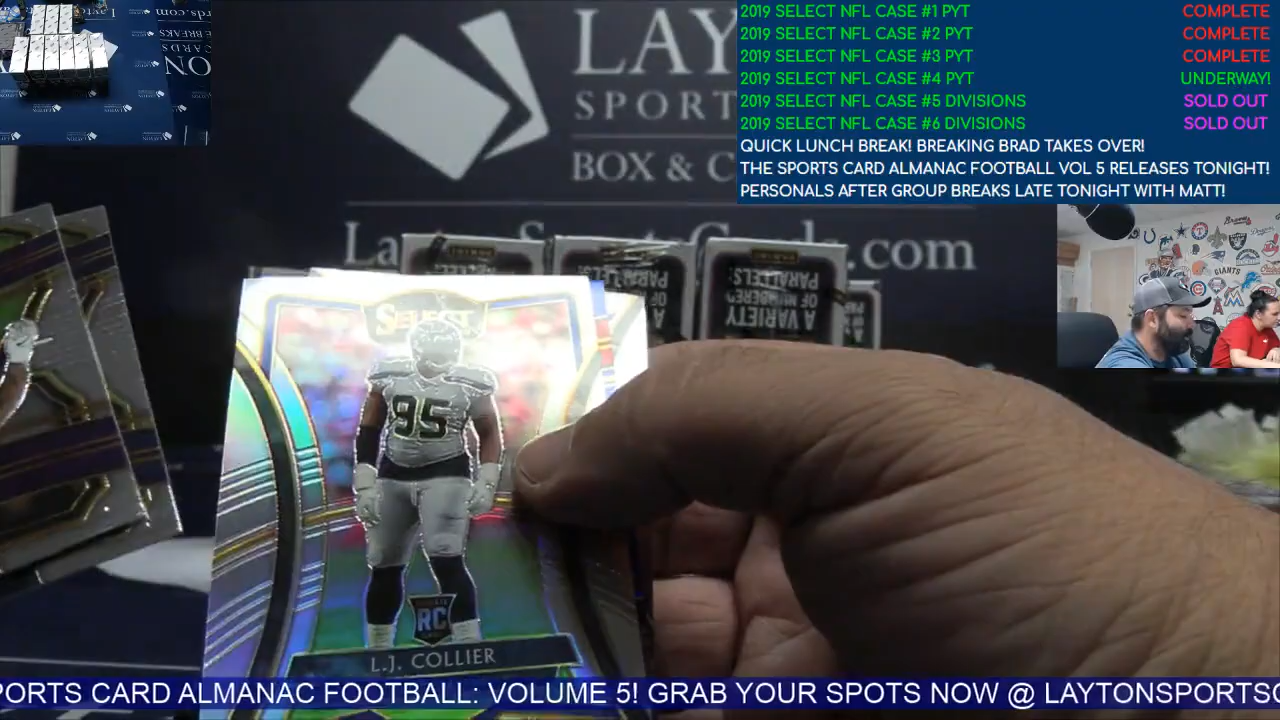 2019 SELECT NFL CASE #1 PYT COMPLETE
2019 SELECT NFL CASE #2 PYT COMPLETE
2019 SELECT NFL CASE #3 PYT COMPLETE
2019 SELECT NFL CASE #4 PYT UNDERWAY!
2019 SELECT NFL CASE #5 DIVISIONS SOLD OUT
2019 SELECT NFL CASE #6 DIVISIONS SOLD OUT
QUICK LUNCH BREAK! BREAKING BRAD TAKES OVER!
THE SPORTS CARD ALMANAC FOOTBALL VOL 5 RELEASES TONIGHT!
PERSONALS AFTER GROUP BREAKS LATE TONIGHT WITH MATT!
LAY
SPORT
BOX & C
.com
PANINI
A VARIETY
OF NUMBERED
PARALLELS!
SELECT
95
RC
L.J. COLLIER
PORTS CARD ALMANAC FOOTBALL: VOLUME 5! GRAB YOUR SPOTS NOW @ LAYTONSPORTSC